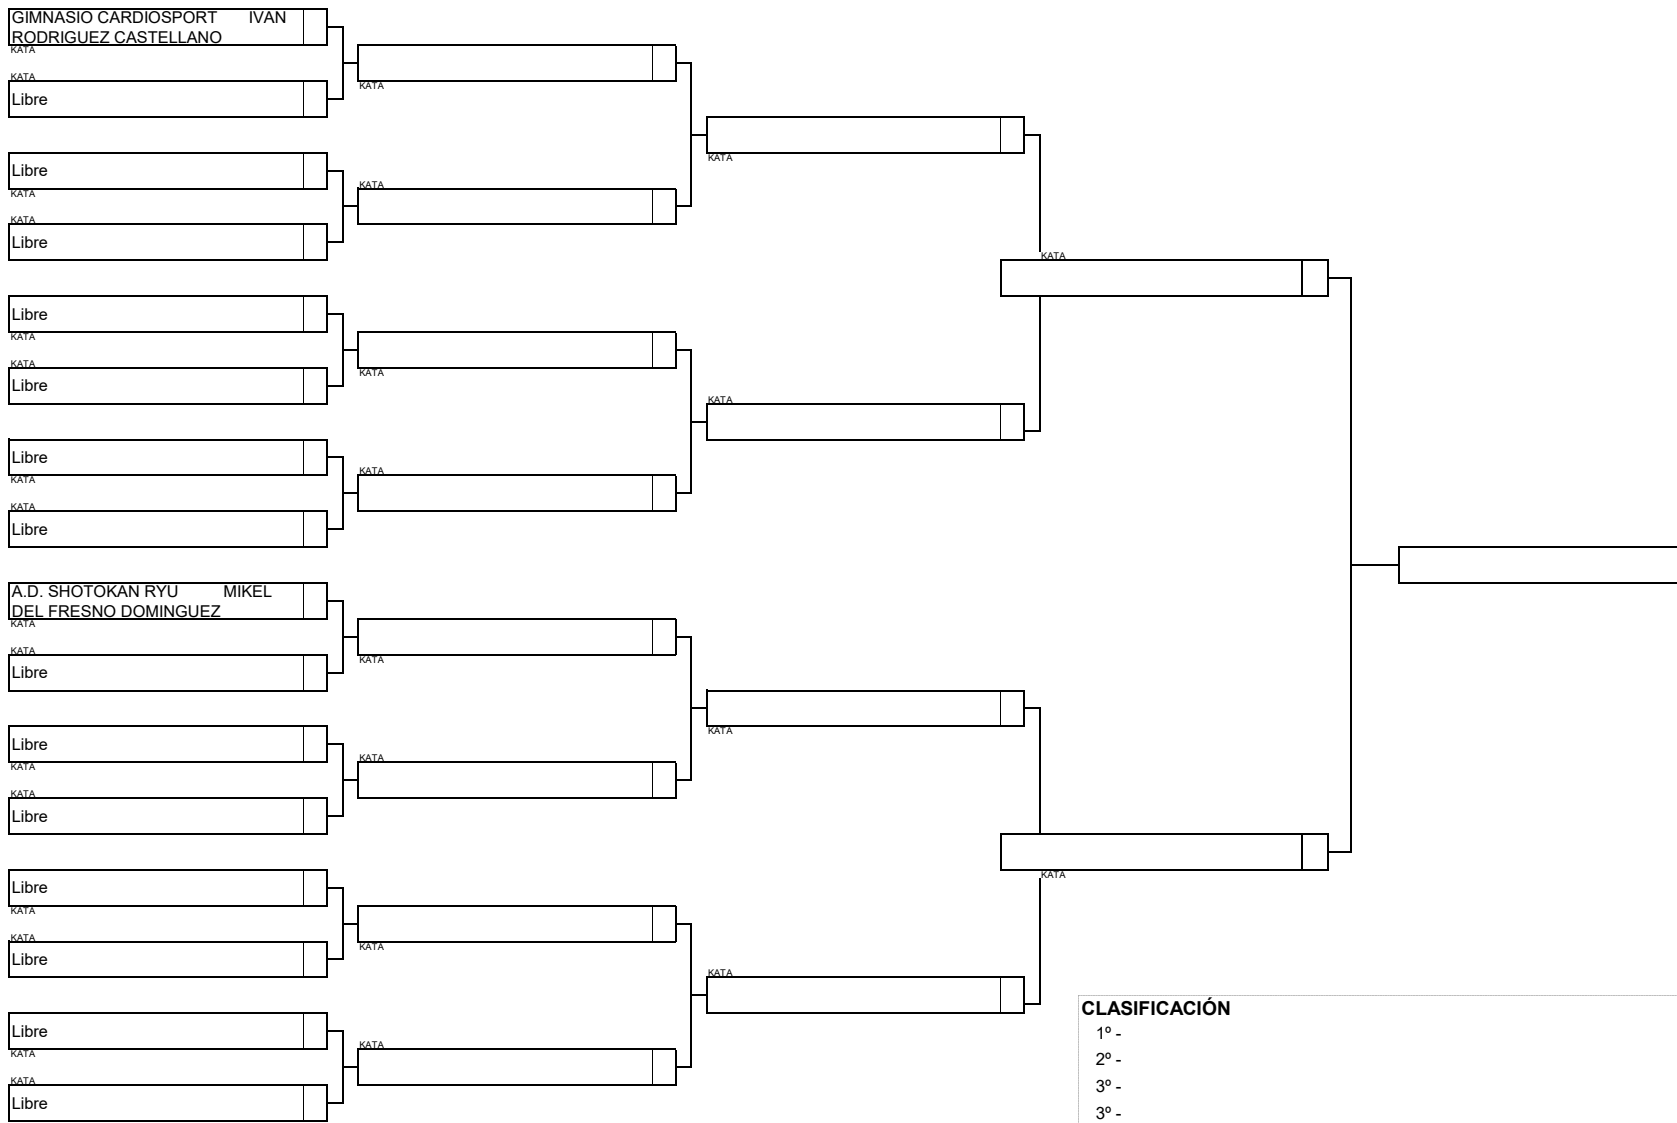 GIMNASIO CARDIOSPORT IVAN
RODRIGUEZ CASTELLANO
KATA
KATA
Libre
Libre
KATA
KATA
Libre
Libre
KATA
KATA
Libre
Libre
KATA
KATA
Libre
A.D. SHOTOKAN RYU MIKEL
DEL FRESNO DOMINGUEZ
KATA
KATA
Libre
Libre
KATA
KATA
Libre
Libre
KATA
KATA
Libre
Libre
KATA
KATA
Libre
KATA
KATA
KATA
KATA
KATA
KATA
KATA
KATA
KATA
KATA
KATA
KATA
KATA
KATA
CLASIFICACIÓN
1º -
2º -
3º -
3º -